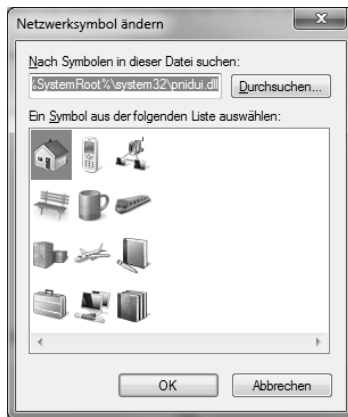 Netzwerksymbol ändern
Nach Symbolen in dieser Datei suchen:
%SystemRoot%\system32\pnidui.dll
Durchsuchen...
Ein Symbol aus der folgenden Liste auswählen:
OK
Abbrechen